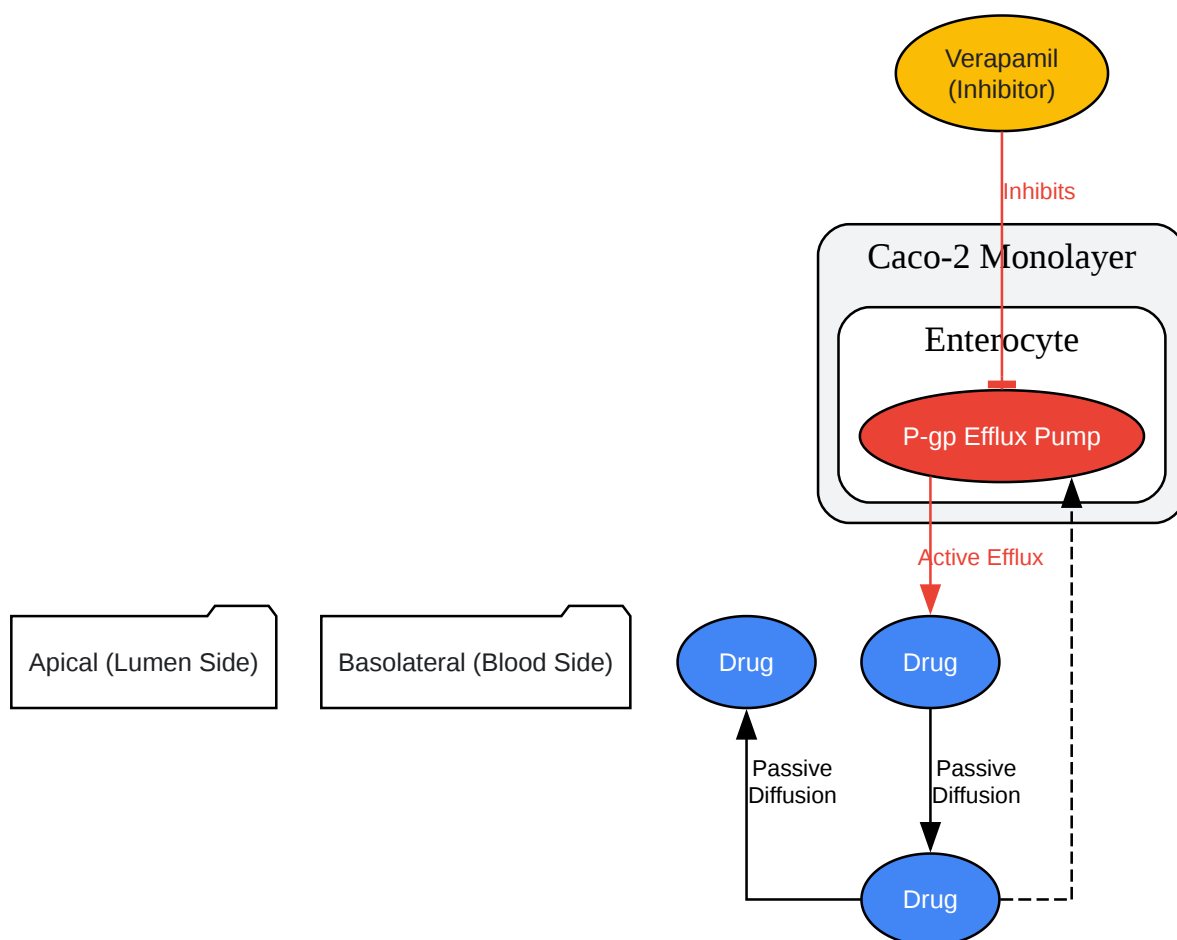 Verapamil
(Inhibitor)
Inhibits
Caco-2 Monolayer
Enterocyte
P-gp Efflux Pump
Active Efflux
Apical (Lumen Side)
Basolateral (Blood Side)
Drug
Drug
Passive
Diffusion
Passive
Diffusion
Drug